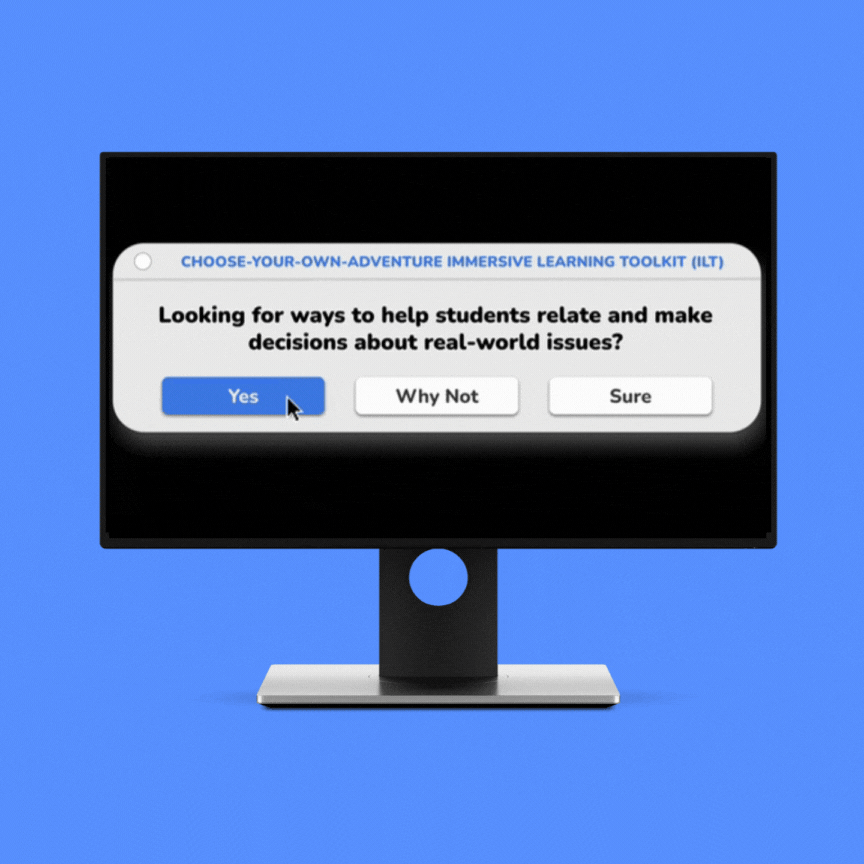 CHOOSE-YOUR-OWN-ADVENTURE IMMERSIVE LEARNING TOOLKIT (ILT)
Looking for ways to help students relate and make
decisions about real-world issues?
Yes
Why Not
Sure